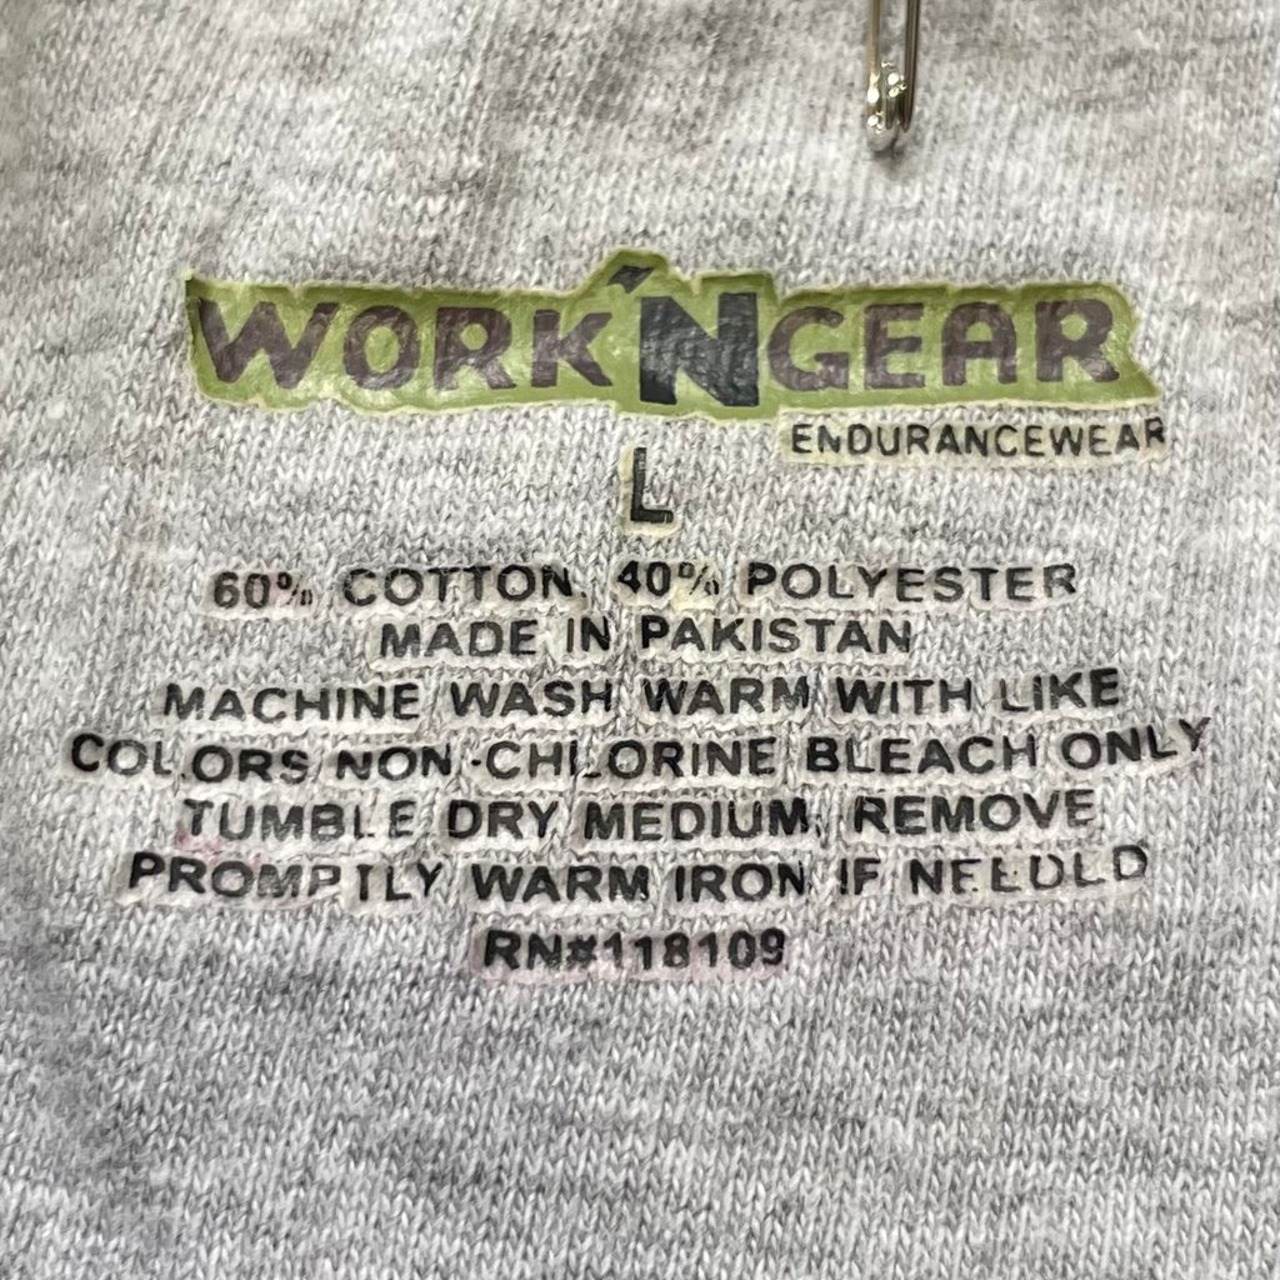 WORK'NGEAR
ENDURANCEWEAR
L
60% COTTON, 40% POLYESTER
MADE IN PAKISTAN
MACHINE WASH WARM WITH LIKE
COLORS NON-CHLORINE BLEACH ONLY
TUMBLE DRY MEDIUM, REMOVE
PROMPTLY WARM IRON IF NEEDED
RN#118109